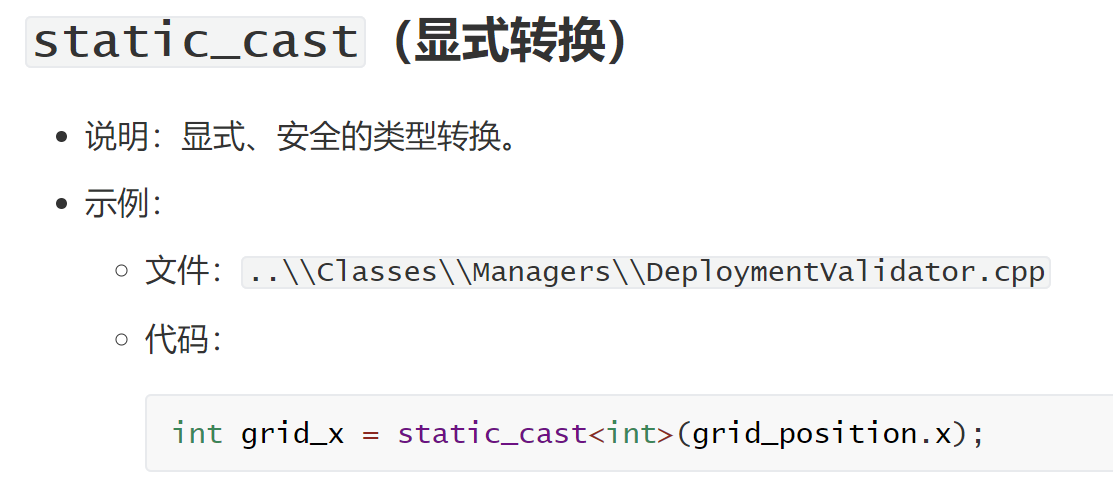 static_cast（显式转换）
说明：显式、安全的类型转换。
示例：
文件：..\\Classes\\Managers\\DeploymentValidator.cpp
代码：
int grid_x = static_cast<int>(grid_position.x);